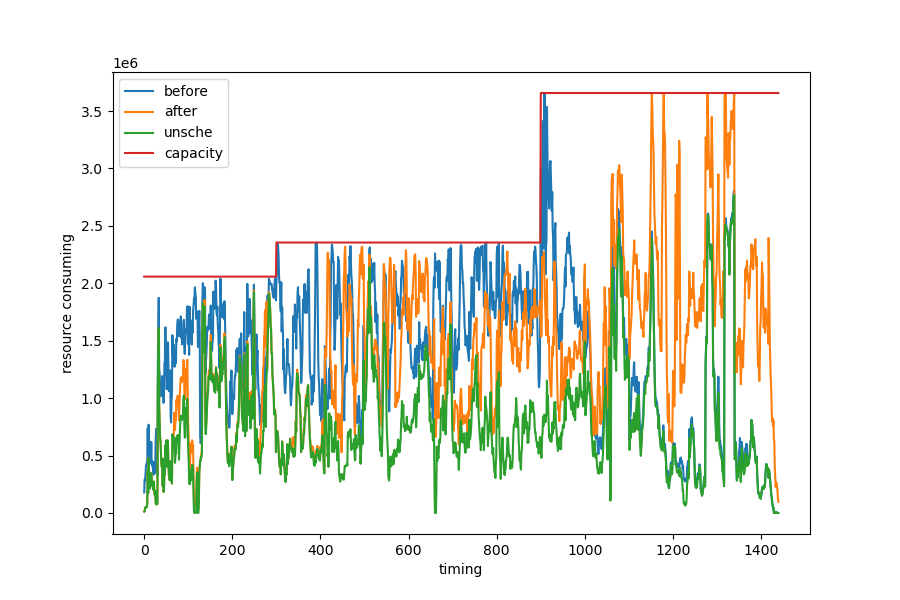 1e6
before
after
unsche
capacity
3.5
3.0
2.5
2.0
1.5
1.0
0.5
0.0
resource consuming
0 200 400 600 800 1000 1200 1400
timing